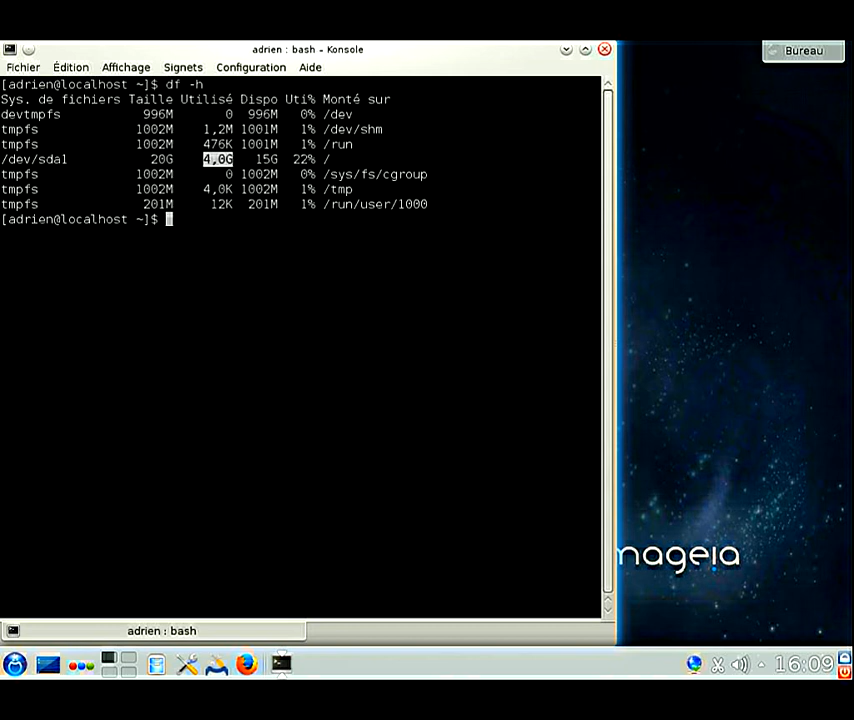 adrien : bash - Konsole
Bureau
Fichier Édition Affichage Signets Configuration Aide
[adrien@localhost ~]$ df -h
Sys. de fichiers Taille Utilisé Dispo Uti% Monté sur
devtmpfs 996M 0 996M 0% /dev
tmpfs 1002M 1,2M 1001M 1% /dev/shm
tmpfs 1002M 476K 1001M 1% /run
/dev/sda1 20G 4,0G 15G 22% /
tmpfs 1002M 0 1002M 0% /sys/fs/cgroup
tmpfs 1002M 4,0K 1002M 1% /tmp
tmpfs 201M 12K 201M 1% /run/user/1000
[adrien@localhost ~]$
mageia
adrien : bash
16:09